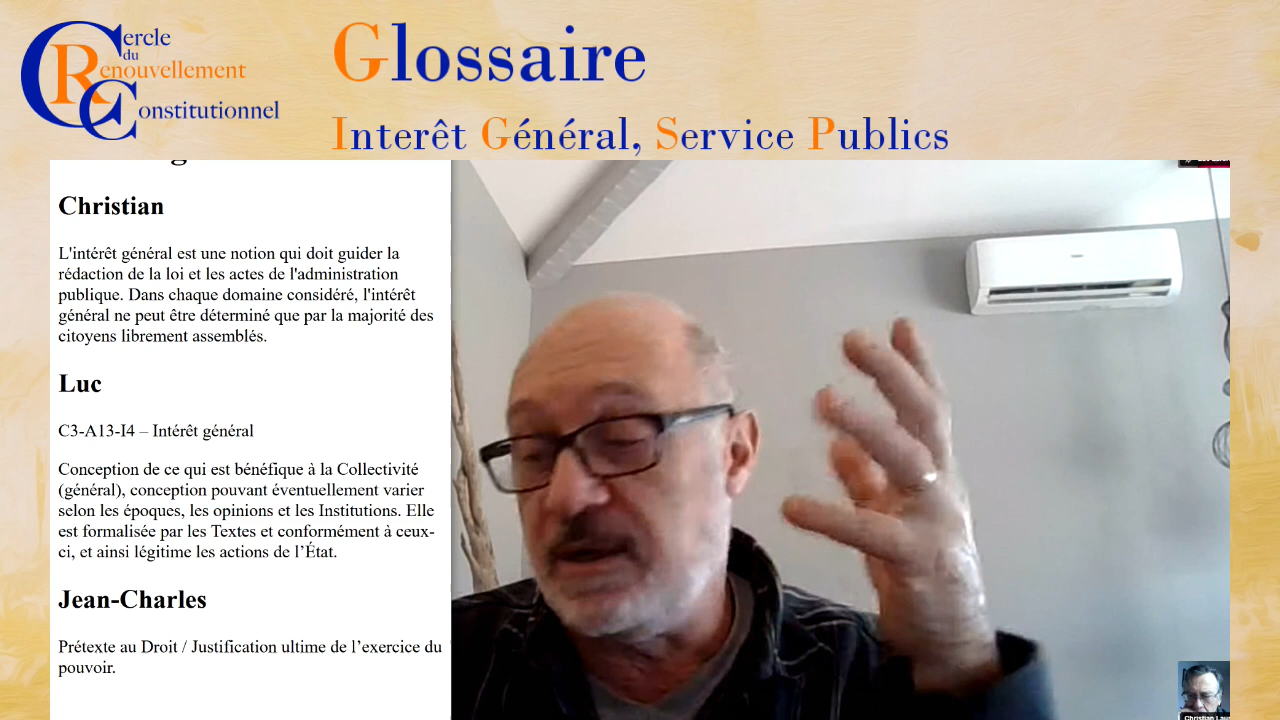 Cercle
du
Renouvellement
Constitutionnel
Glossaire
Interêt Général, Service Publics
Christian
L'intérêt général est une notion qui doit guider la
rédaction de la loi et les actes de l'administration
publique. Dans chaque domaine considéré, l'intérêt
général ne peut être déterminé que par la majorité des
citoyens librement assemblés.
Luc
C3-A13-I4 – Intérêt général
Conception de ce qui est bénéfique à la Collectivité
(général), conception pouvant éventuellement varier
selon les époques, les opinions et les Institutions. Elle
est formalisée par les Textes et conformément à ceux-
ci, et ainsi légitime les actions de l’État.
Jean-Charles
Prétexte au Droit / Justification ultime de l’exercice du
pouvoir.
Christian